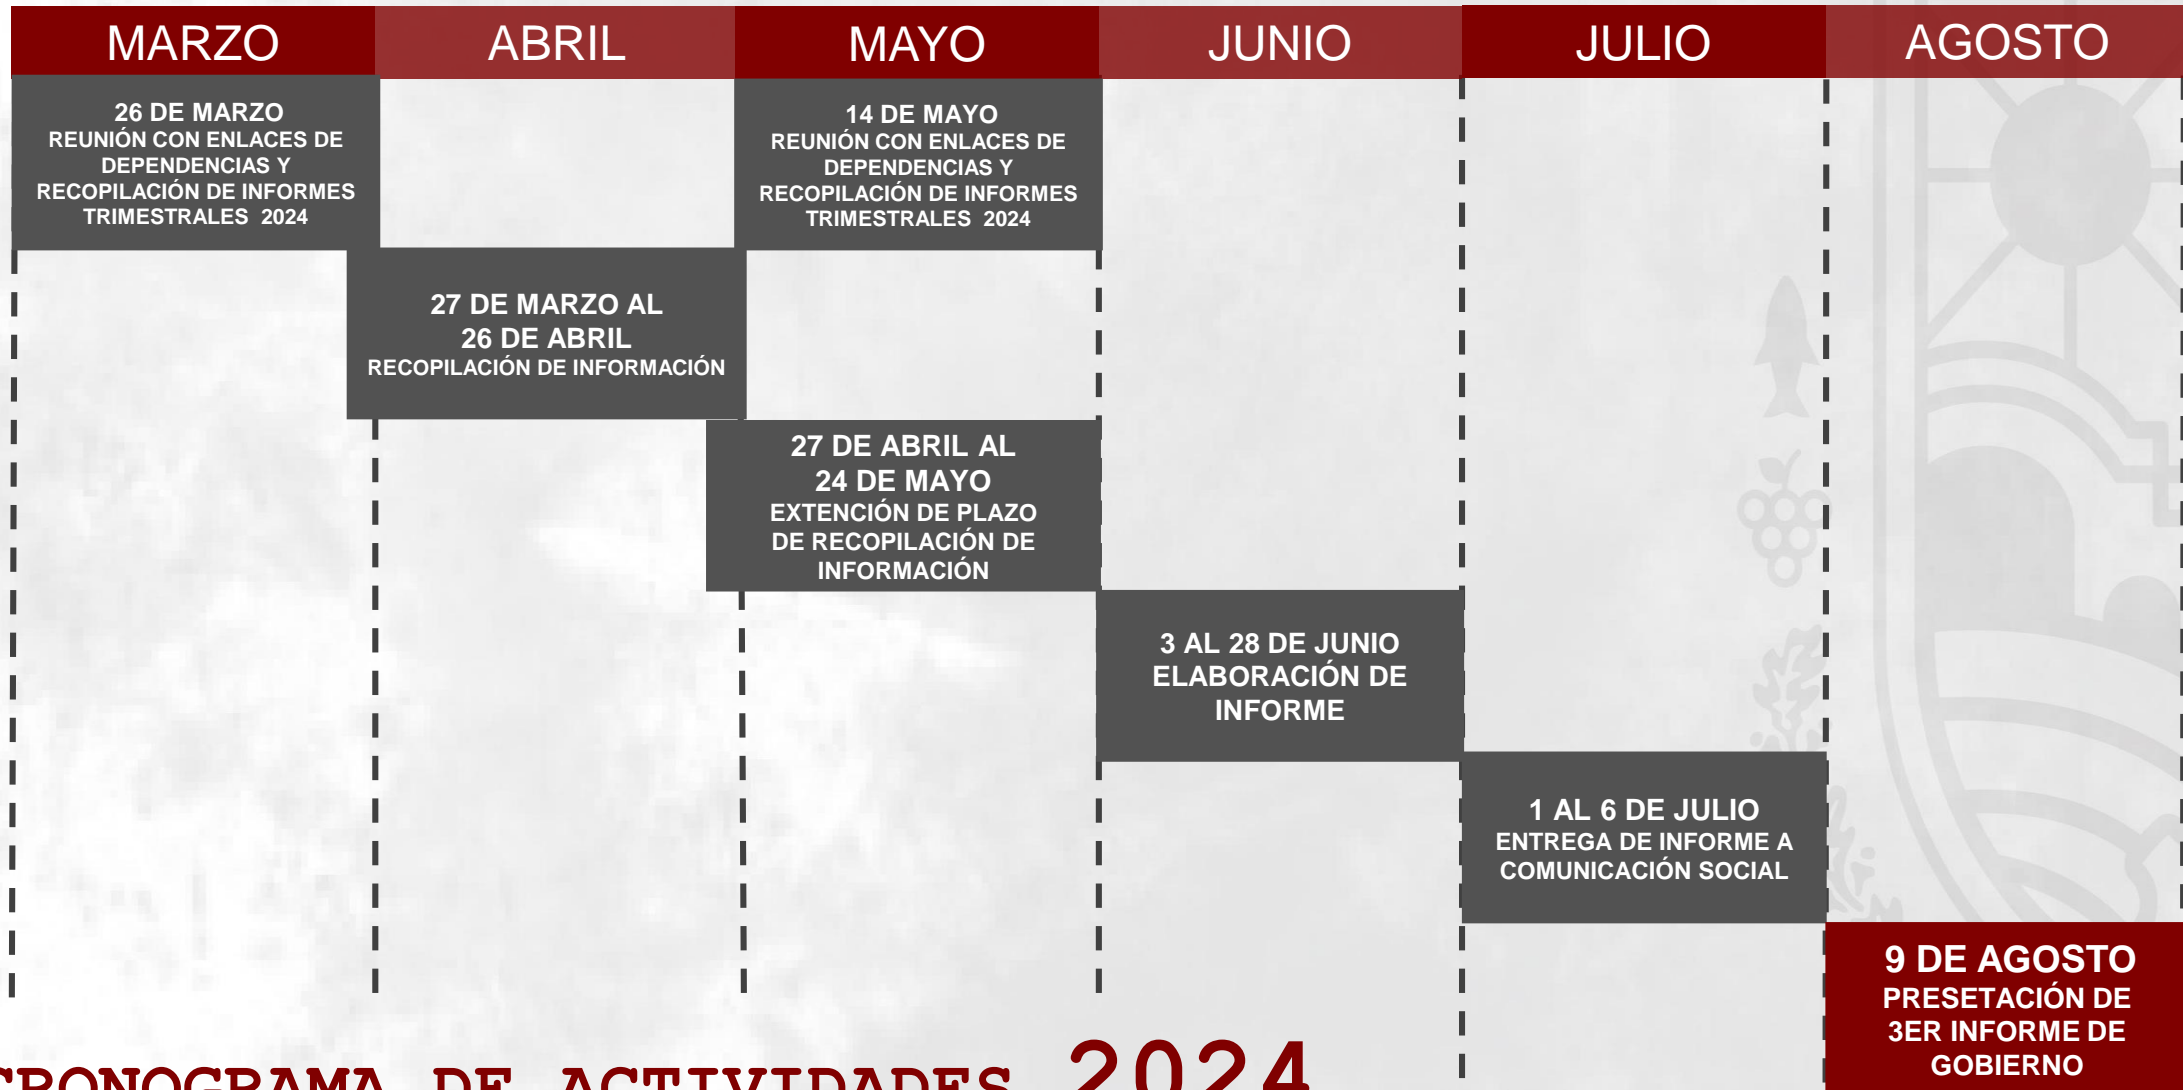 MARZO
ABRIL
MAYO
JUNIO
JULIO
AGOSTO
26 DE MARZO
REUNIÓN CON ENLACES DE
DEPENDENCIAS Y
RECOPILACIÓN DE INFORMES
TRIMESTRALES 2024
14 DE MAYO
REUNIÓN CON ENLACES DE
DEPENDENCIAS Y
RECOPILACIÓN DE INFORMES
TRIMESTRALES 2024
27 DE MARZO AL
26 DE ABRIL
RECOPILACIÓN DE INFORMACIÓN
27 DE ABRIL AL
24 DE MAYO
EXTENCIÓN DE PLAZO
DE RECOPILACIÓN DE
INFORMACIÓN
3 AL 28 DE JUNIO
ELABORACIÓN DE
INFORME
1 AL 6 DE JULIO
ENTREGA DE INFORME A
COMUNICACIÓN SOCIAL
9 DE AGOSTO
PRESETACIÓN DE
3ER INFORME DE
GOBIERNO
CRONOGRAMA DE ACTIVIDADES 2024